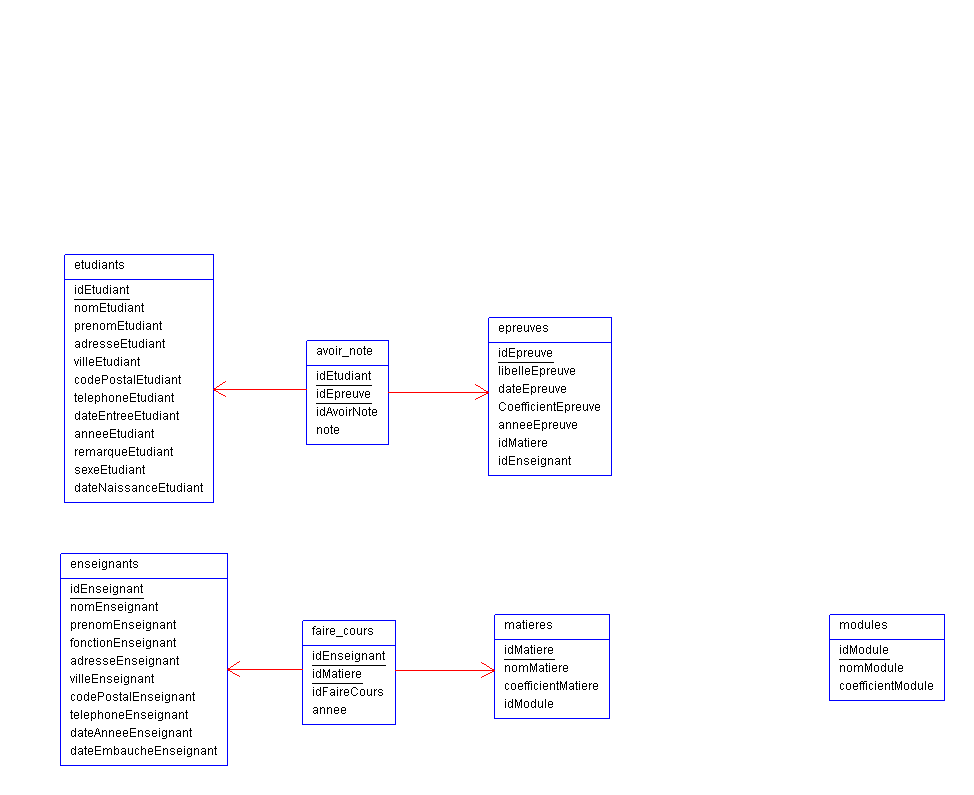 etudiants
idEtudiant
nomEtudiant
prenomEtudiant
adresseEtudiant
villeEtudiant
codePostalEtudiant
telephoneEtudiant
dateEntreeEtudiant
anneeEtudiant
remarqueEtudiant
sexeEtudiant
dateNaissanceEtudiant
avoir_note
idEtudiant
idEpreuve
idAvoirNote
note
epreuves
idEpreuve
libelleEpreuve
dateEpreuve
CoefficientEpreuve
anneeEpreuve
idMatiere
idEnseignant
enseignants
idEnseignant
nomEnseignant
prenomEnseignant
fonctionEnseignant
adresseEnseignant
villeEnseignant
codePostalEnseignant
telephoneEnseignant
dateAnneeEnseignant
dateEmbaucheEnseignant
faire_cours
idEnseignant
idMatiere
idFaireCours
annee
matieres
idMatiere
nomMatiere
coefficientMatiere
idModule
modules
idModule
nomModule
coefficientModule